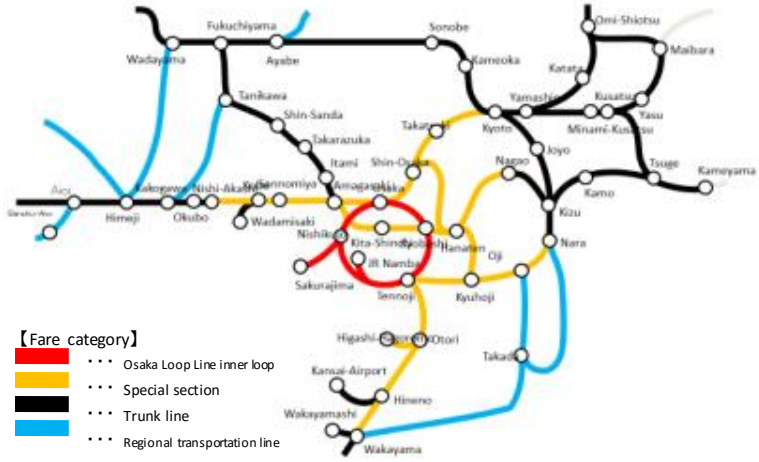 Omi-Shiotsu
Fukuchiyama
Sonobe
Maibara
Wadayama
Ayabe
Kameoka
Katata
Kusatsu
Yamashina
Tanikawa
Yasu
Shin-Sanda
Takatsuki
Kyoto
Minami-Kusatsu
Takarazuka
Joyo
Itami
Shin-Osaka
Nagao
Tsuge
Kameyama
Amagasaki
Osaka
Kamo
Aioi
Kakogawa
Nishi-Akashi
Sannomiya
Himeji
Okubo
Wadamisaki
Kizu
Nishikujo
Kita-Shinchi
Kyobashi
Hanaten
Nara
Oji
JR Namba
Sakurajima
Tennoji
Kyuhoji
【Fare category】
Higashi-Hagoromo
Otori
Takada
••• Osaka Loop Line inner loop
Kansai-Airport
••• Special section
Hineno
••• Trunk line
Wakayamashi
••• Regional transportation line
Wakayama